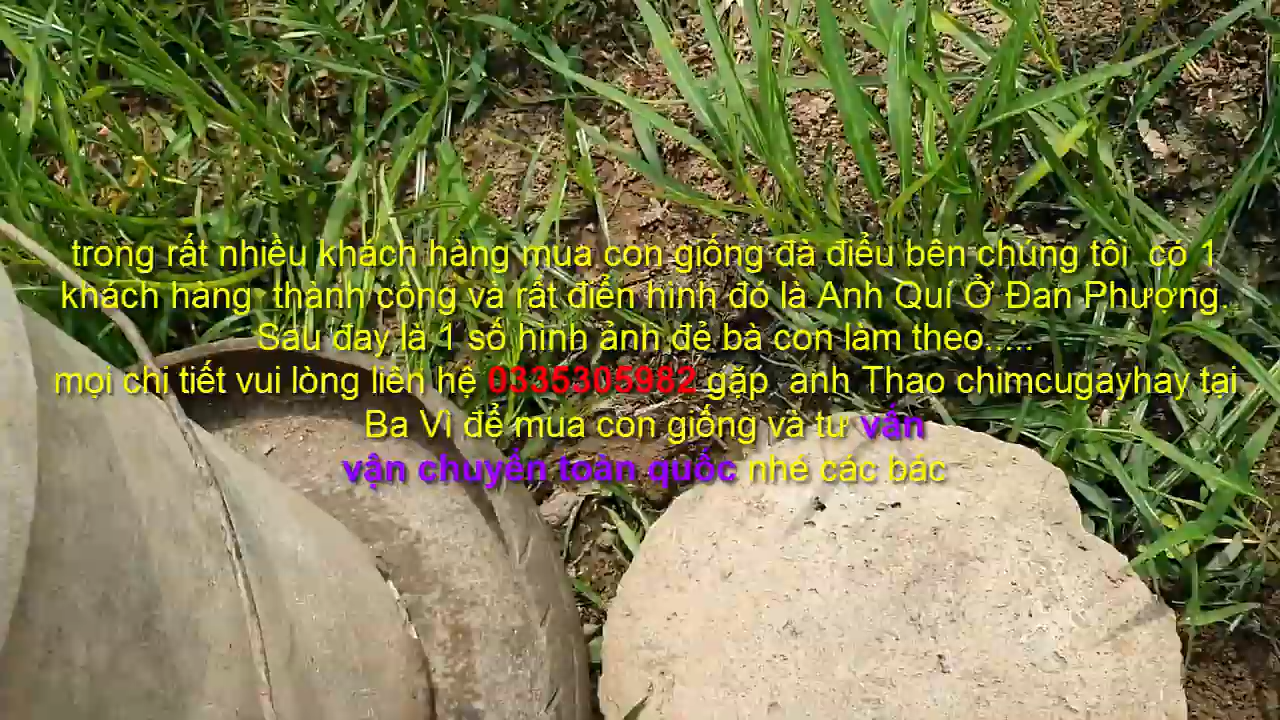 trong rất nhiều khách hàng mua con giống đà điểu bên chúng tôi có 1
khách hàng thành công và rất điển hình đó là Anh Quí Ở Đan Phượng..
Sau đay là 1 số hình ảnh đẻ bà con làm theo.....
mọi chi tiết vui lòng liên hệ 0335305982 gặp anh Thao chimcugayhay tại
Ba Vì để mua con giống và tư vấn
vận chuyển toàn quốc nhé các bác